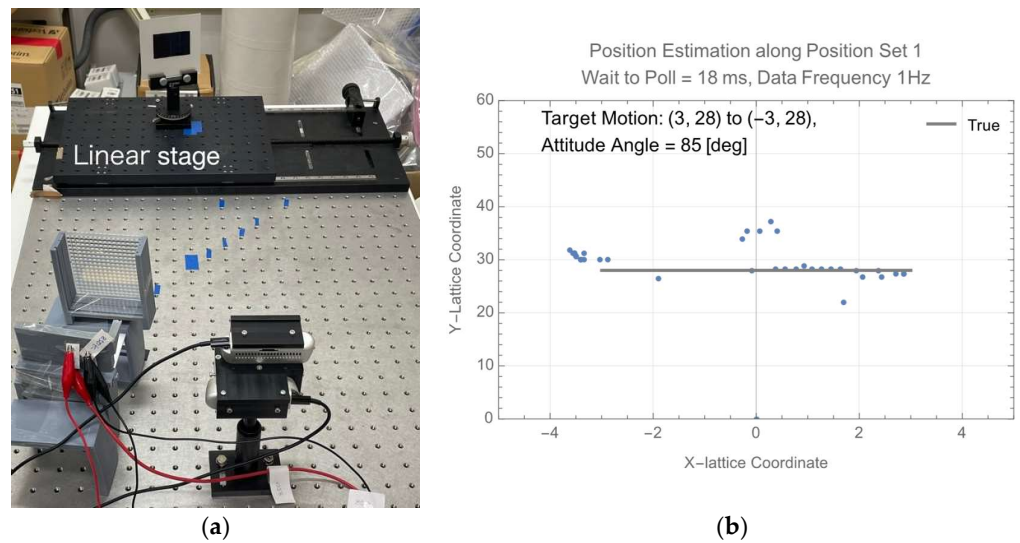 Linear stage
(a)
Position Estimation along Position Set 1
Wait to Poll = 18 ms, Data Frequency 1Hz
Target Motion: (3, 28) to (−3, 28),
Attitude Angle = 85 [deg]
True
60
50
40
30
20
10
0
Y-Lattice Coordinate
−4
−2
0
2
4
X-lattice Coordinate
(b)